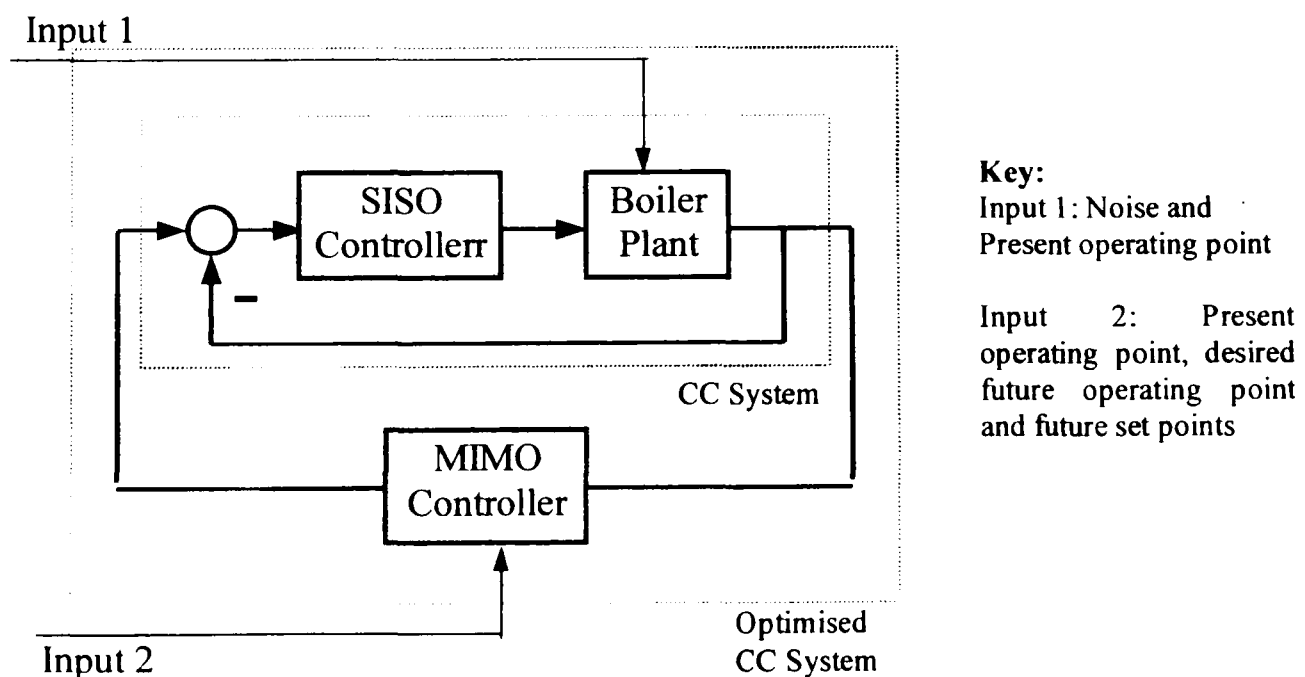 Input 1
SISO
Controllerr
Boiler
Plant
–
CC System
MIMO
Controller
Optimised
CC System
Input 2
Key:
Input 1: Noise and
Present operating point
Input 2: Present
operating point, desired
future operating point
and future set points